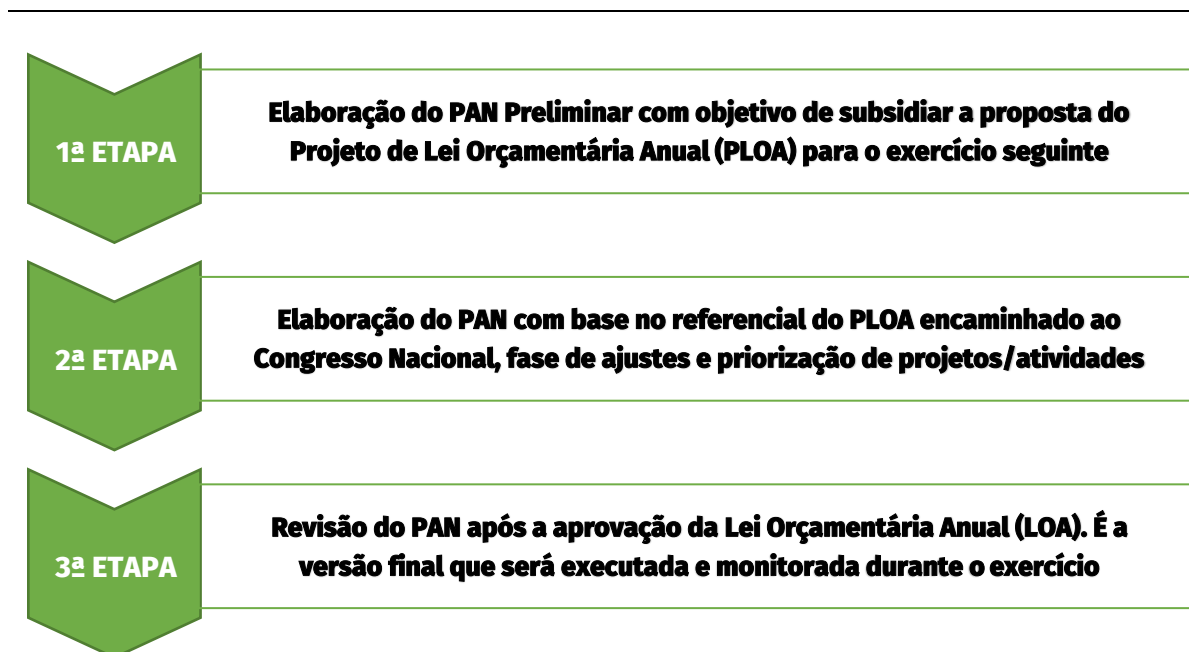 1ª ETAPA
Elaboração do PAN Preliminar com objetivo de subsidiar a proposta do
Projeto de Lei Orçamentária Anual (PLOA) para o exercício seguinte
2ª ETAPA
Elaboração do PAN com base no referencial do PLOA encaminhado ao
Congresso Nacional, fase de ajustes e priorização de projetos/atividades
3ª ETAPA
Revisão do PAN após a aprovação da Lei Orçamentária Anual (LOA). É a
versão final que será executada e monitorada durante o exercício